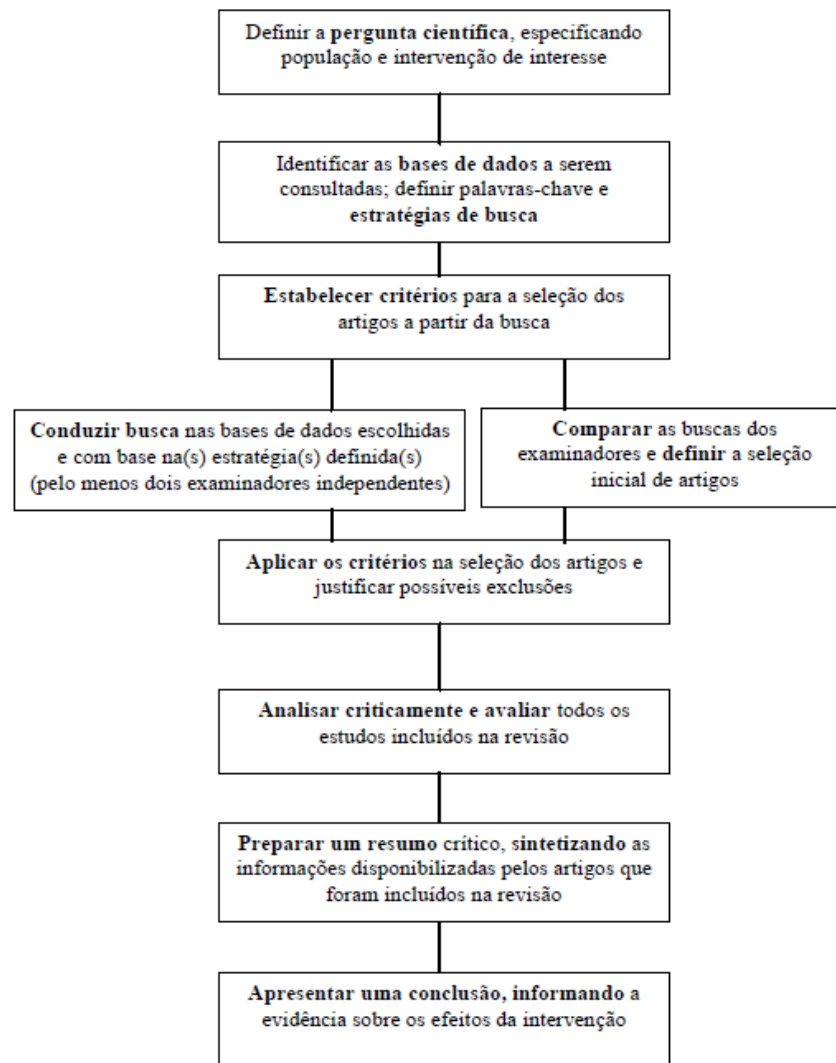 Definir a pergunta científica, especificando
população e intervenção de interesse
Identificar as bases de dados a serem
consultadas; definir palavras-chave e
estratégias de busca
Estabelecer critérios para a seleção dos
artigos a partir da busca
Conduzir busca nas bases de dados escolhidas
e com base na(s) estratégia(s) definida(s)
(pelo menos dois examinadores independentes)
Comparar as buscas dos
examinadores e definir a seleção
inicial de artigos
Aplicar os critérios na seleção dos artigos e
justificar possíveis exclusões
Analisar criticamente e avaliar todos os
estudos incluídos na revisão
Preparar um resumo crítico, sintetizando as
informações disponibilizadas pelos artigos que
foram incluídos na revisão
Apresentar uma conclusão, informando a
evidência sobre os efeitos da intervenção